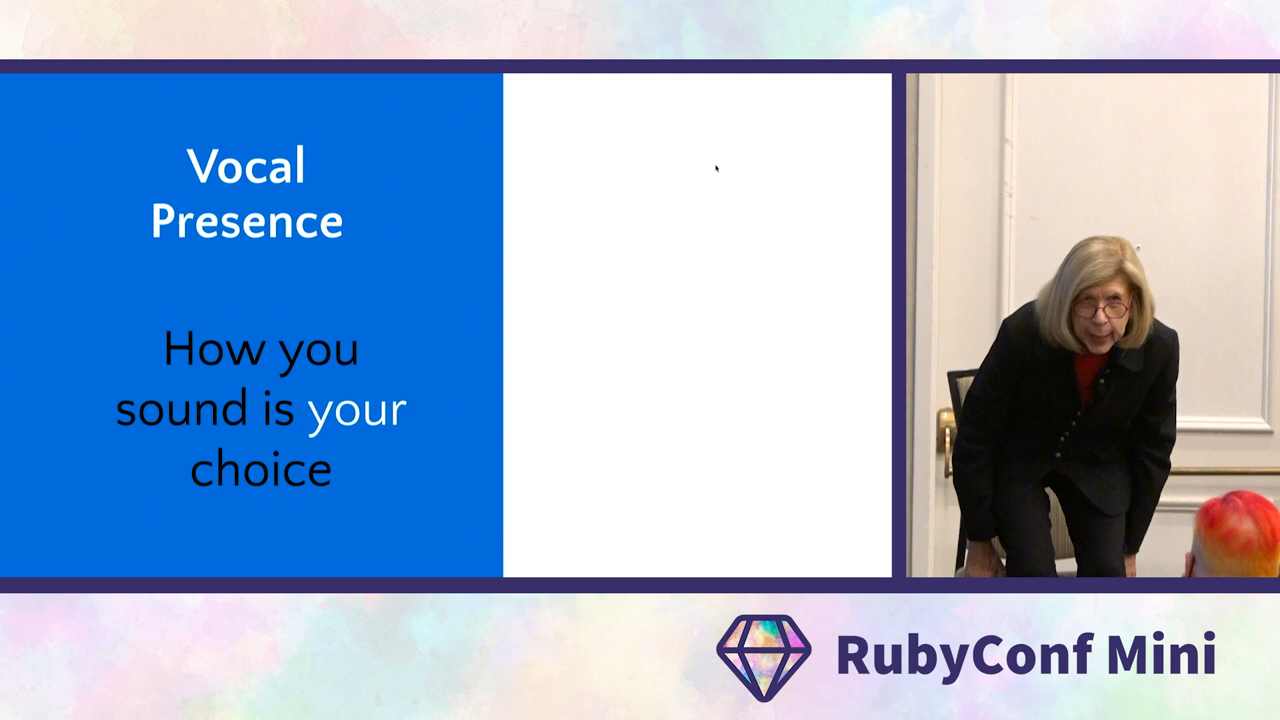 Vocal
Presence
How you
sound is your
choice
RubyConf Mini